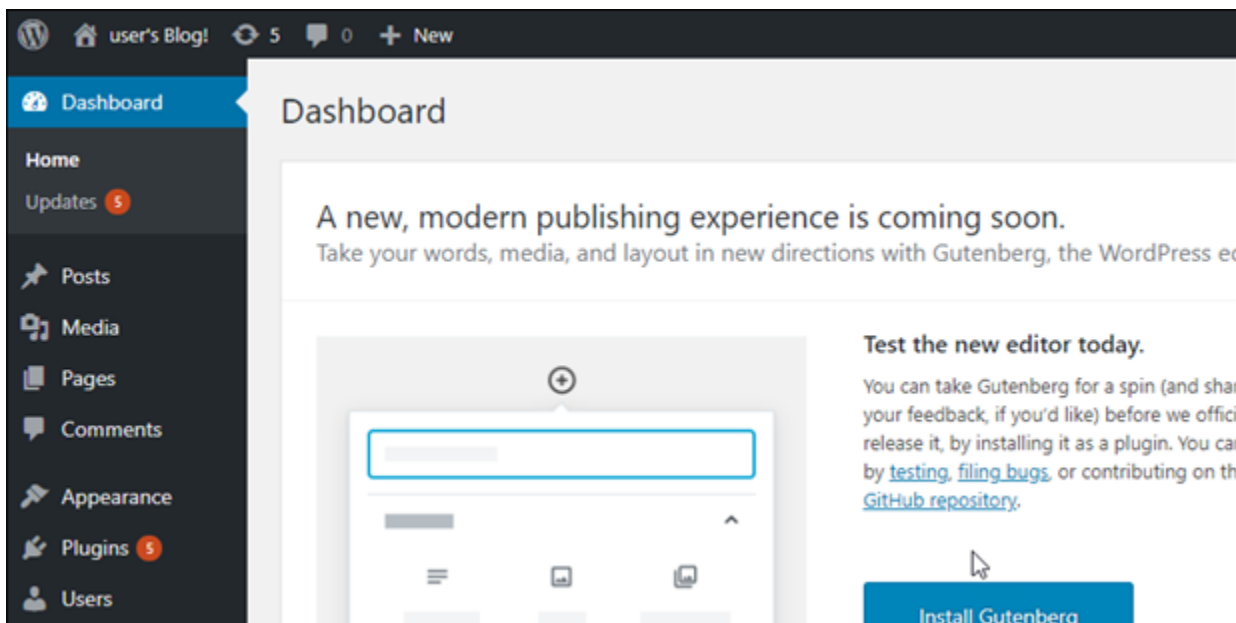 user's Blog! 5 0 New
Dashboard
Home
Updates 5
Posts
Media
Pages
Comments
Appearance
Plugins 5
Users
Dashboard
A new, modern publishing experience is coming soon.
Take your words, media, and layout in new directions with Gutenberg, the WordPress
Test the new editor today.
You can take Gutenberg for a spin (and
your feedback, if you'd like) before we
release it, by installing it as a plugin. You
by testing, filing bugs, or contributing on
GitHub repository.
Install Gutenberg